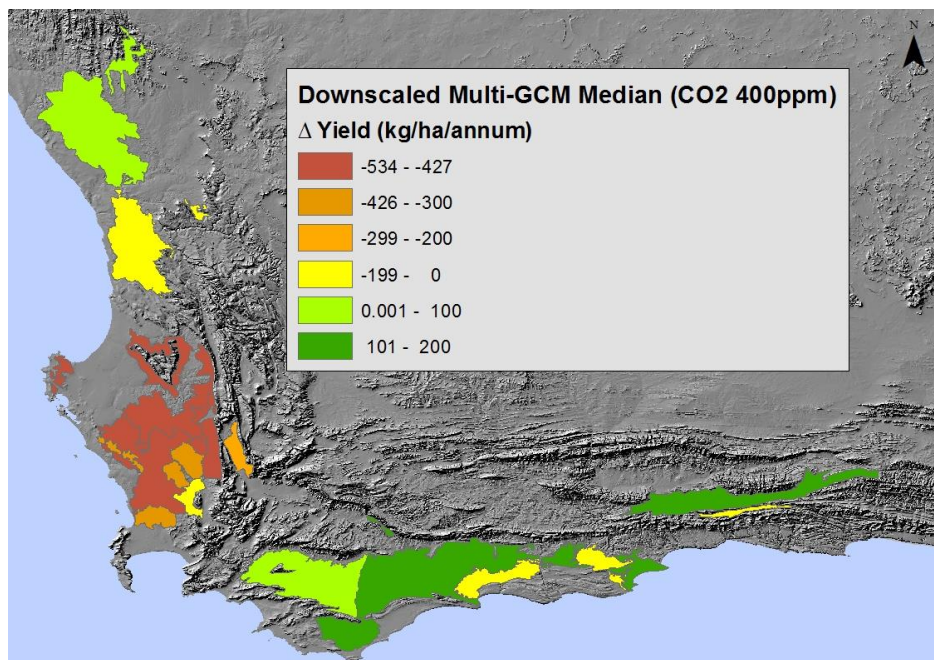 N
Downscaled Multi-GCM Median (CO2 400ppm)
Δ Yield (kg/ha/annum)
-534 - -427
-426 - -300
-299 - -200
-199 - 0
0.001 - 100
101 - 200